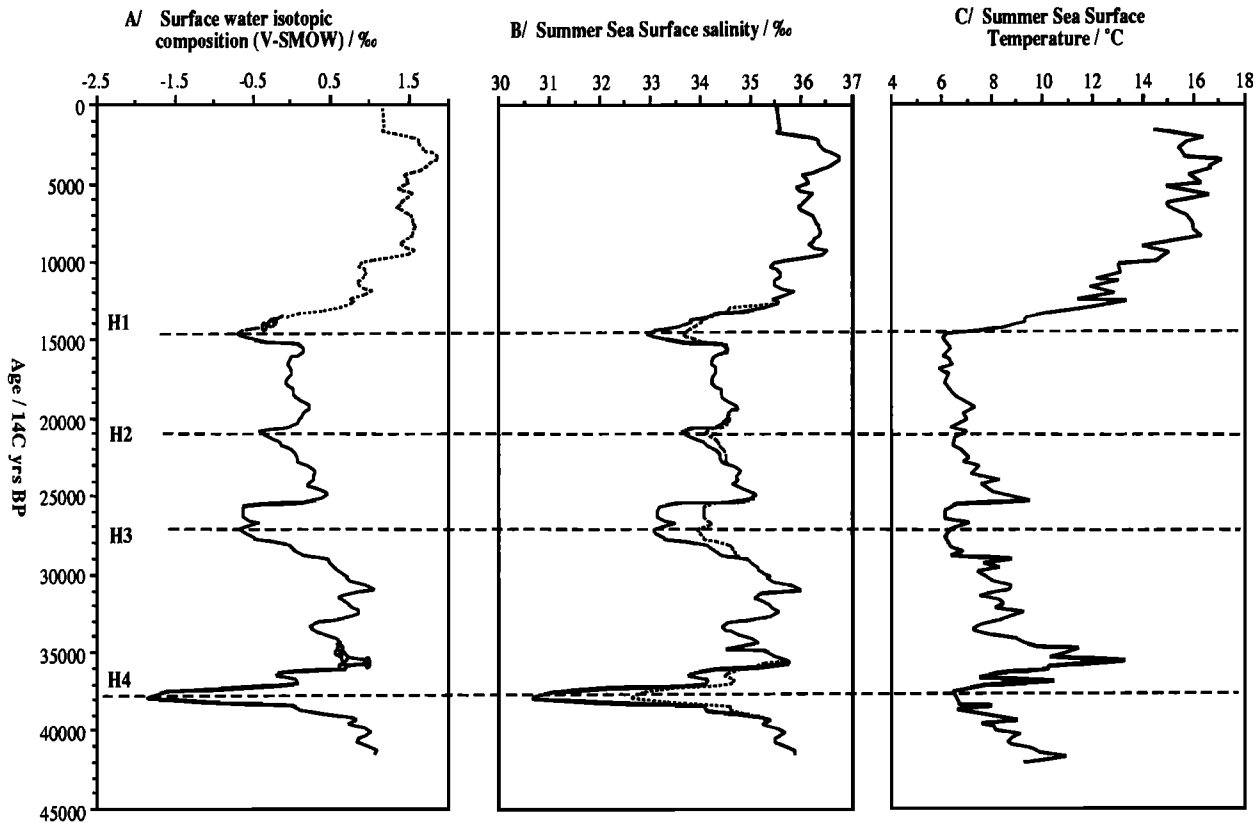 A/ Surface water isotopic
composition (V-SMOW) / ‰
B/ Summer Sea Surface salinity / ‰
C/ Summer Sea Surface
Temperature / °C
-2.5 -1.5 -0.5 0.5 1.5
30 31 32 33 34 35 36 37
4 6 8 10 12 14 16 18
0
5000
10000
H1
15000
20000
H2
25000
H3
30000
35000
H4
40000
45000
Age / 14C yrs BP